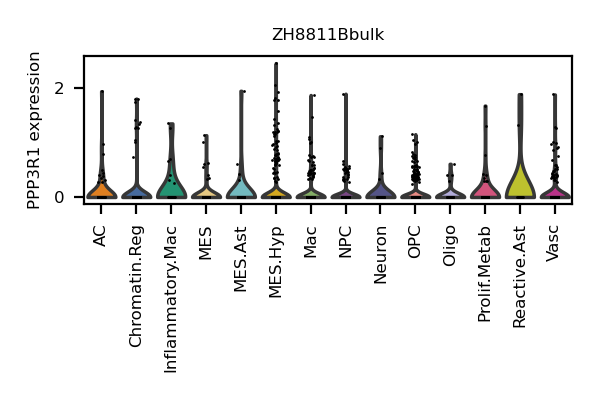 ZH8811Bbulk
PPP3R1 expression
2
0
AC
Chromatin.Reg
Inflammatory.Mac
MES
MES.Ast
MES.Hyp
Mac
NPC
Neuron
OPC
Oligo
Prolif.Metab
Reactive.Ast
Vasc